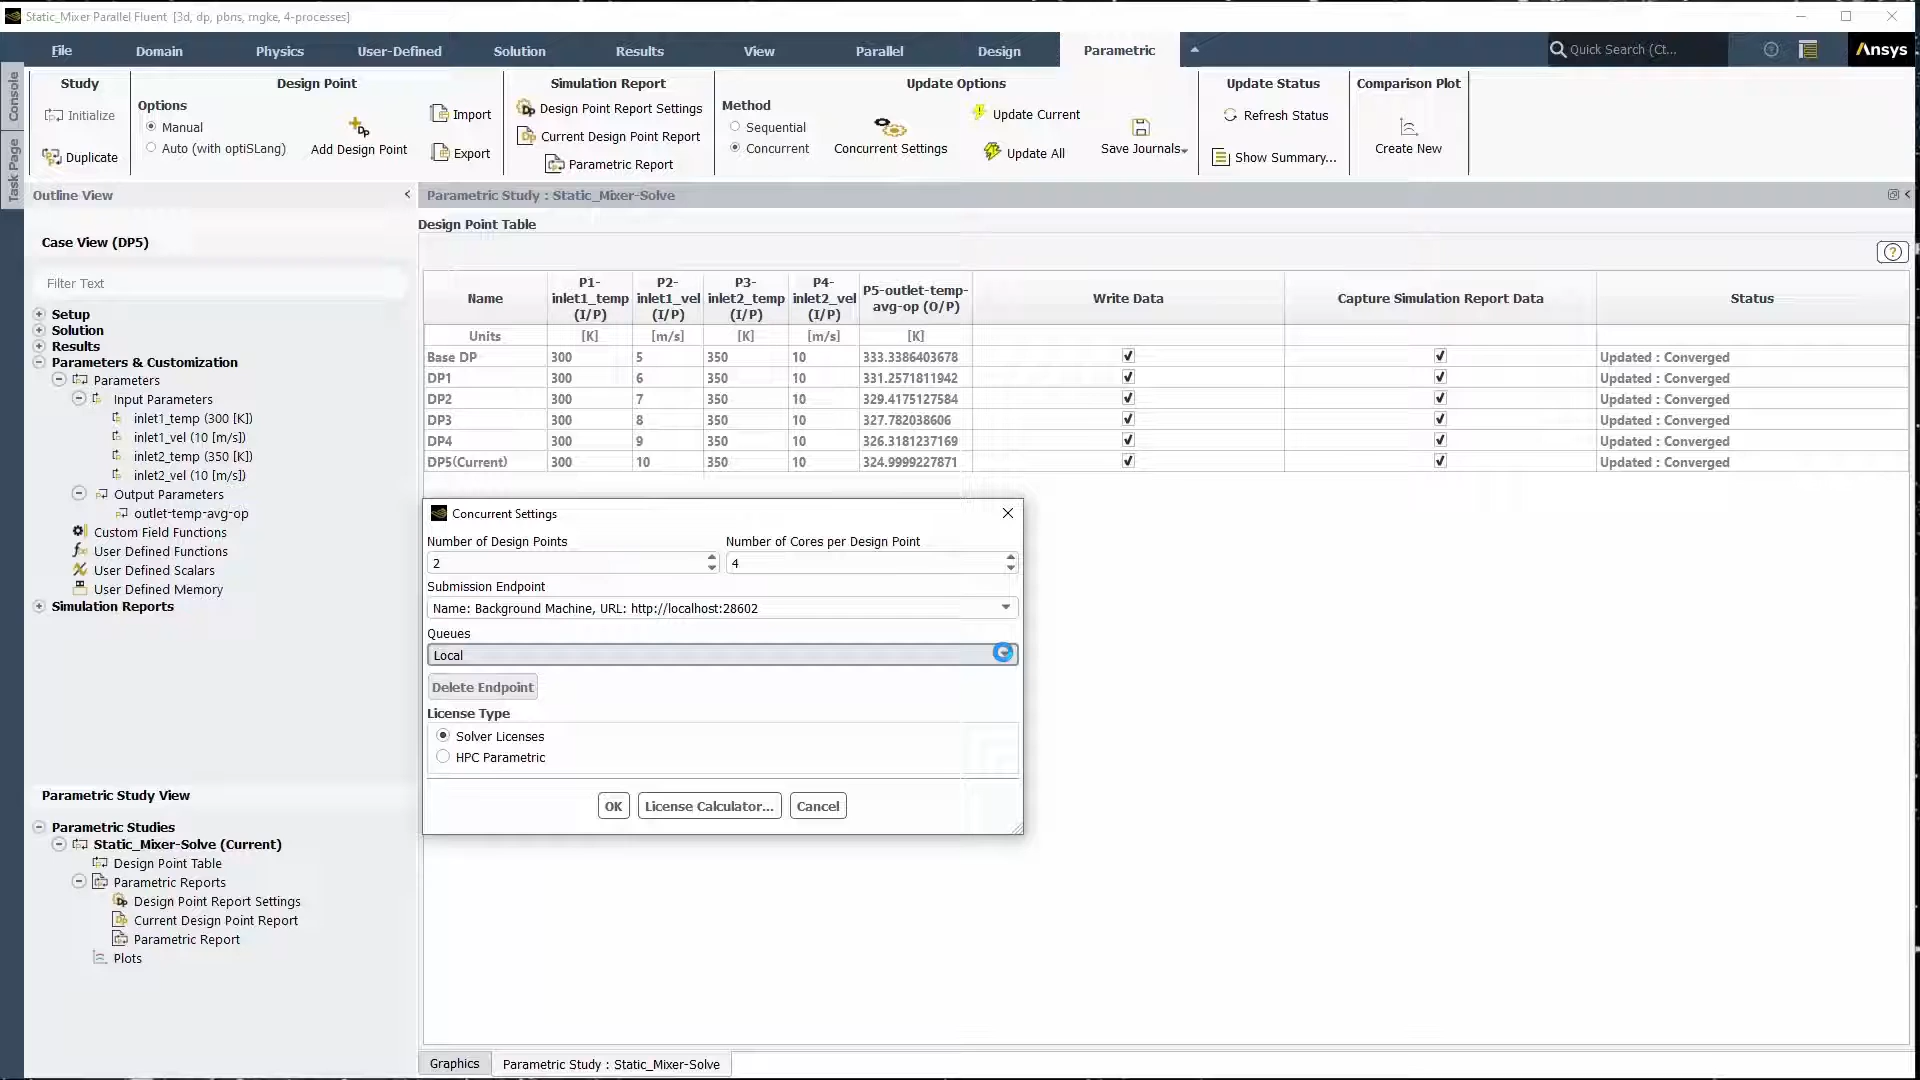 Static_Mixer Parallel Fluent  [3d, dp, pbns, rngke, 4-processes]
File Domain Physics User-Defined Solution Results View Parallel Design Parametric Quick Search (Ct... Ansys
Console
Task Page
Study
Initialize
Duplicate
Design Point
Options
Manual
Auto (with optiSLang)
Add Design Point
Import
Export
Simulation Report
Design Point Report Settings
Current Design Point Report
Parametric Report
Update Options
Method
Sequential
Concurrent
Concurrent Settings
Update Current
Update All
Save Journals
Update Status
Refresh Status
Show Summary...
Comparison Plot
Create New
Outline View
Case View (DP5)
Filter Text
Setup
Solution
Results
Parameters & Customization
Parameters
Input Parameters
inlet1_temp (300 [K])
inlet1_vel (10 [m/s])
inlet2_temp (350 [K])
inlet2_vel (10 [m/s])
Output Parameters
outlet-temp-avg-op
Custom Field Functions
User Defined Functions
User Defined Scalars
User Defined Memory
Simulation Reports
Parametric Study View
Parametric Studies
Static_Mixer-Solve (Current)
Design Point Table
Parametric Reports
Design Point Report Settings
Current Design Point Report
Parametric Report
Plots
Parametric Study : Static_Mixer-Solve
Design Point Table
Name P1-inlet1_temp (I/P) P2-inlet1_vel (I/P) P3-inlet2_temp (I/P) P4-inlet2_vel (I/P) P5-outlet-temp-avg-op (O/P) Write Data Capture Simulation Report Data Status
Units [K] [m/s] [K] [m/s] [K]
Base DP 300 5 350 10 333.3386403678 Updated : Converged
DP1 300 6 350 10 331.2571811942 Updated : Converged
DP2 300 7 350 10 329.4175127584 Updated : Converged
DP3 300 8 350 10 327.782038606 Updated : Converged
DP4 300 9 350 10 326.3181237169 Updated : Converged
DP5(Current) 300 10 350 10 324.9999227871 Updated : Converged
Concurrent Settings
Number of Design Points Number of Cores per Design Point
2 4
Submission Endpoint
Name: Background Machine, URL: http://localhost:28602
Queues
Local
Delete Endpoint
License Type
Solver Licenses
HPC Parametric
OK License Calculator... Cancel
Graphics Parametric Study : Static_Mixer-Solve